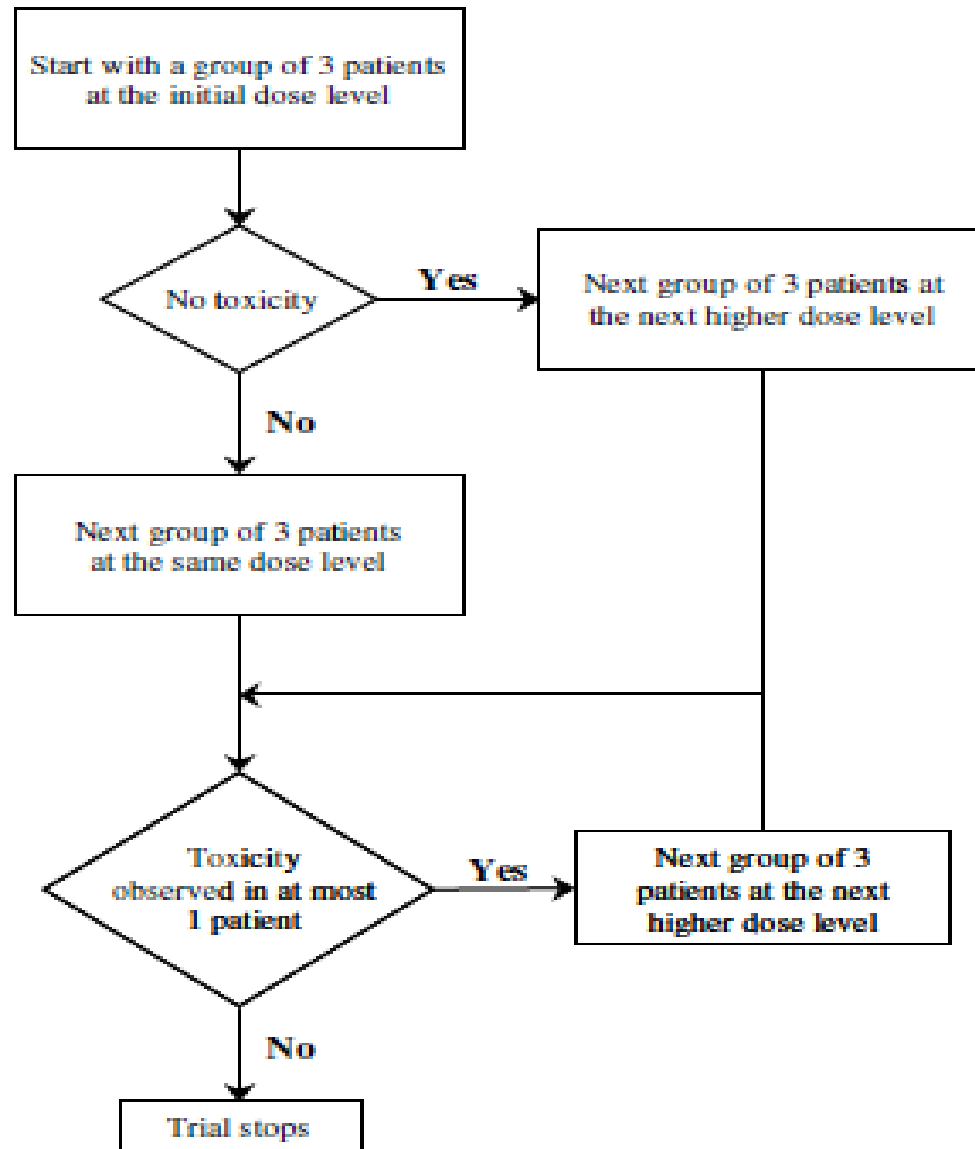 Start with a group of 3 patients
at the initial dose level
No toxicity
Yes
Next group of 3 patients at
the next higher dose level
No
Next group of 3 patients
at the same dose level
Toxicity
observed in at most
1 patient
Yes
Next group of 3
patients at the next
higher dose level
No
Trial stops